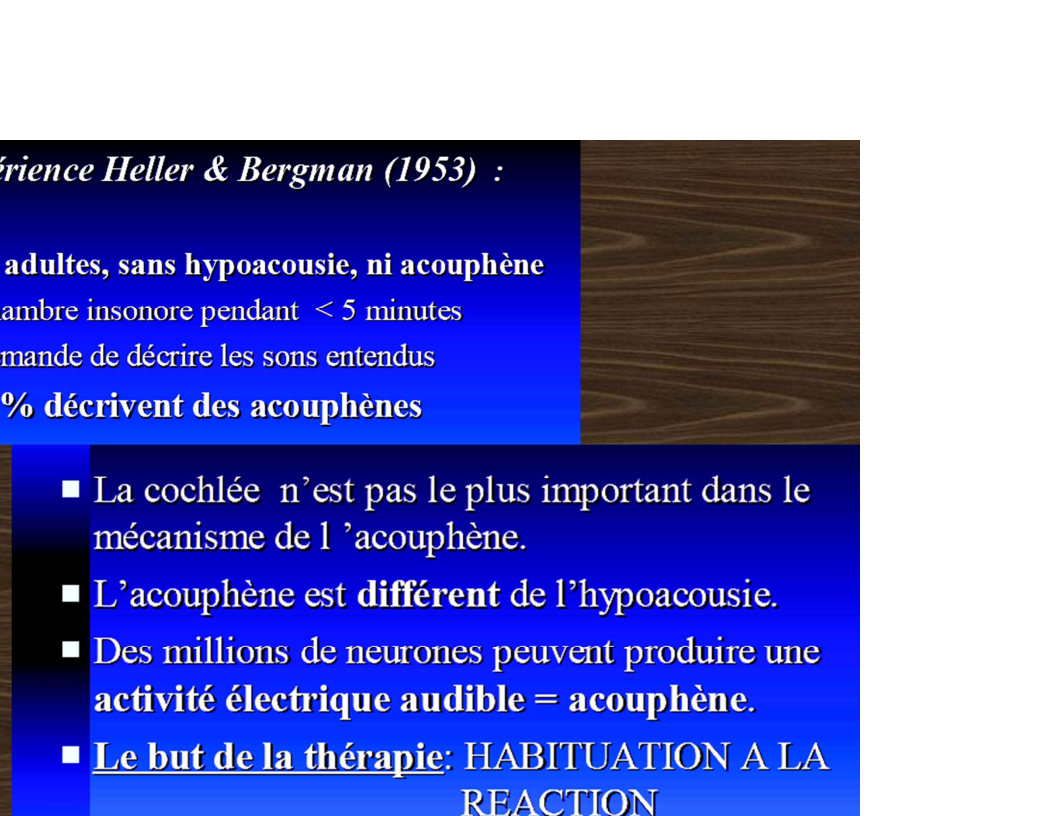 érience Heller & Bergman (1953) :
adultes, sans hypoacousie, ni acouphène
ambre insonore pendant < 5 minutes
mande de décrire les sons entendus
% décrivent des acouphènes
■ La cochlée n’est pas le plus important dans le
mécanisme de l ’acouphène.
■ L’acouphène est différent de l’hypoacousie.
■ Des millions de neurones peuvent produire une
activité électrique audible = acouphène.
■ Le but de la thérapie: HABITUATION A LA
REACTION